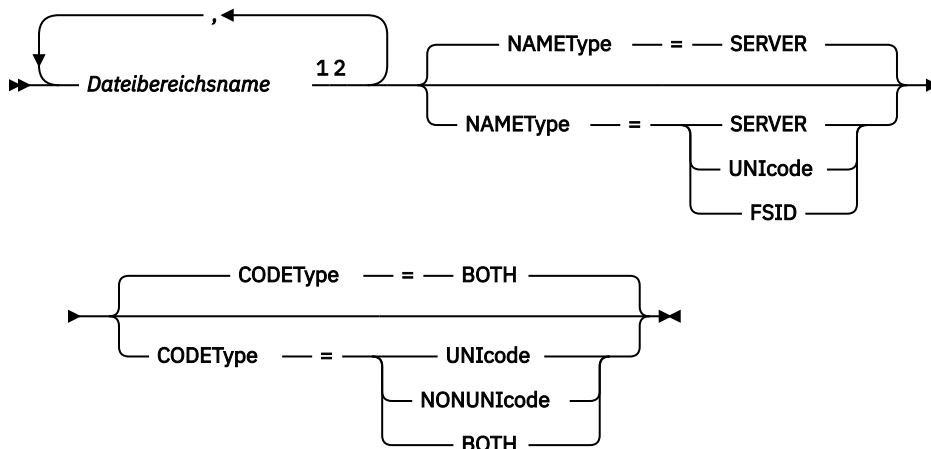 ,
Dateibereichsname 1 2
NAMEType = SERVER
NAMEType = SERVER
UNIcode
FSID
CODEType = BOTH
CODEType = UNIcode
NONUNIcode
BOTH